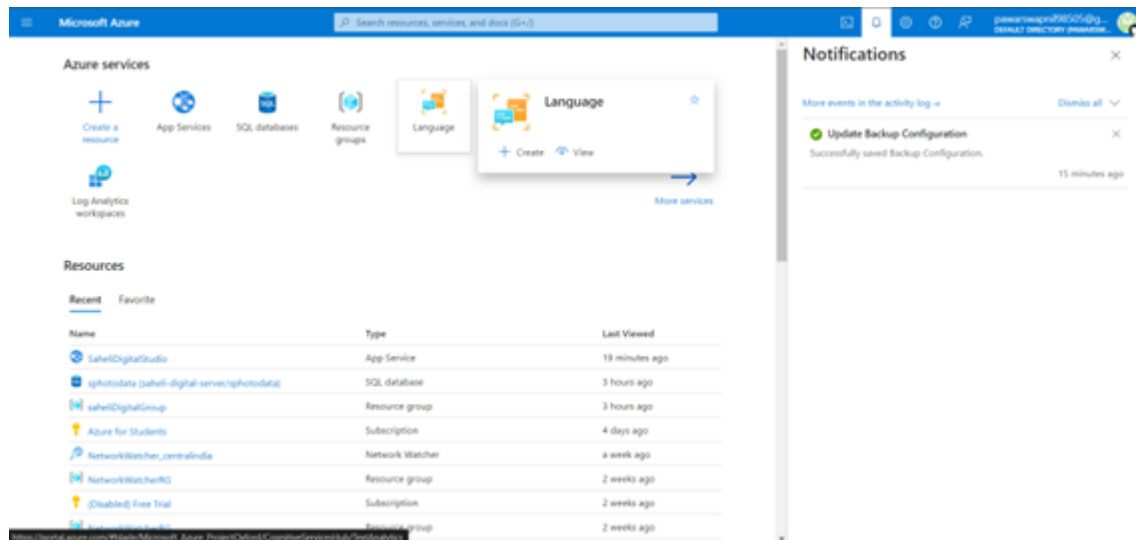 Microsoft Azure
Search resources, services, and docs (G+/)
DEFAULT DIRECTORY
Azure services
Create a resource
App Services
SQL databases
Resource groups
Language
Language
+ Create View
Log Analytics workspaces
More services
Resources
Recent Favorite
Name Type Last Viewed
SaheliDigitalStudio App Service 19 minutes ago
sphotodata (saheli-digital-server/sphotodata) SQL database 3 hours ago
saheliDigitalGroup Resource group 3 hours ago
Azure for Students Subscription 4 days ago
NetworkWatcher_centralindia Network Watcher a week ago
NetworkWatcherRG Resource group 2 weeks ago
(Disabled) Free Trial Subscription 2 weeks ago
NetworkWatcherRG Resource group 2 weeks ago
Notifications
More events in the activity log → Dismiss all
Update Backup Configuration
Successfully saved Backup Configuration.
15 minutes ago